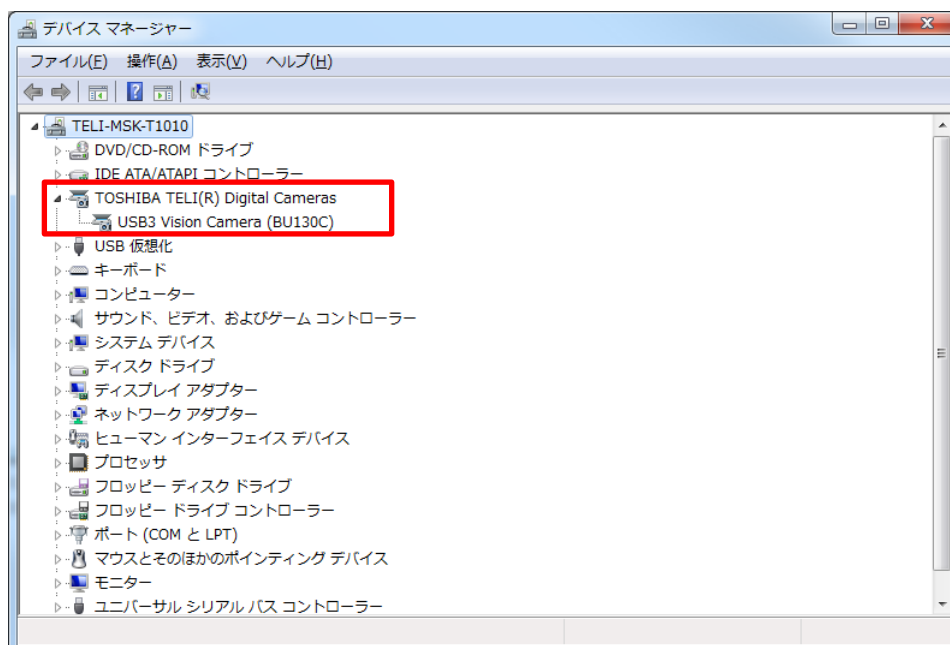 デバイス マネージャー
ファイル(F) 操作(A) 表示(V) ヘルプ(H)
TELI-MSK-T1010
DVD/CD-ROM ドライブ
IDE ATA/ATAPI コントローラー
TOSHIBA TELI(R) Digital Cameras
USB3 Vision Camera (BU130C)
USB 仮想化
キーボード
コンピューター
サウンド、ビデオ、およびゲーム コントローラー
システム デバイス
ディスク ドライブ
ディスプレイ アダプター
ネットワーク アダプター
ヒューマン インターフェイス デバイス
プロセッサ
フロッピー ディスク ドライブ
フロッピー ドライブ コントローラー
ポート (COM と LPT)
マウスとそのほかのポインティング デバイス
モニター
ユニバーサル シリアル バス コントローラー